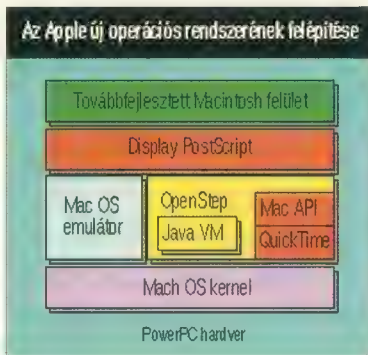 Az Apple új operációs rendszerének felépítése
Továbbfejlesztett Macintosh felület
Display PostScript
Mac OS
emulátor
OpenStep
Java VM
Mac API
QuickTime
Mach OS kernel
PowerPC hardver